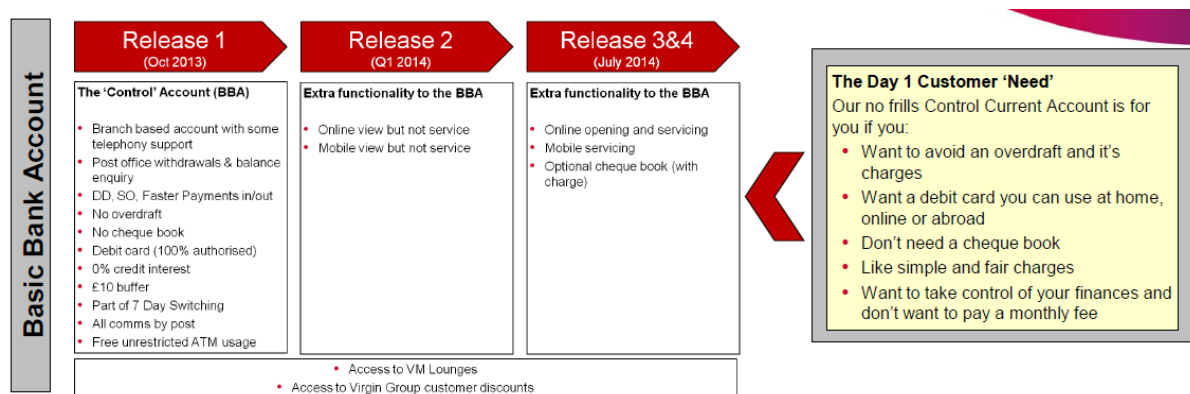 Basic Bank Account
Release 1
(Oct 2013)
The 'Control' Account (BBA)
• Branch based account with some
telephony support
• Post office withdrawals & balance
enquiry
• DD, SO, Faster Payments in/out
• No overdraft
• No cheque book
• Debit card (100% authorised)
• 0% credit interest
• £10 buffer
• Part of 7 Day Switching
• All comms by post
• Free unrestricted ATM usage
Release 2
(Q1 2014)
Extra functionality to the BBA
• Online view but not service
• Mobile view but not service
Release 3&4
(July 2014)
Extra functionality to the BBA
• Online opening and servicing
• Mobile servicing
• Optional cheque book (with
charge)
• Access to VM Lounges
• Access to Virgin Group customer discounts
The Day 1 Customer 'Need'
Our no frills Control Current Account is for
you if you:
• Want to avoid an overdraft and it's
charges
• Want a debit card you can use at home,
online or abroad
• Don't need a cheque book
• Like simple and fair charges
• Want to take control of your finances and
don't want to pay a monthly fee